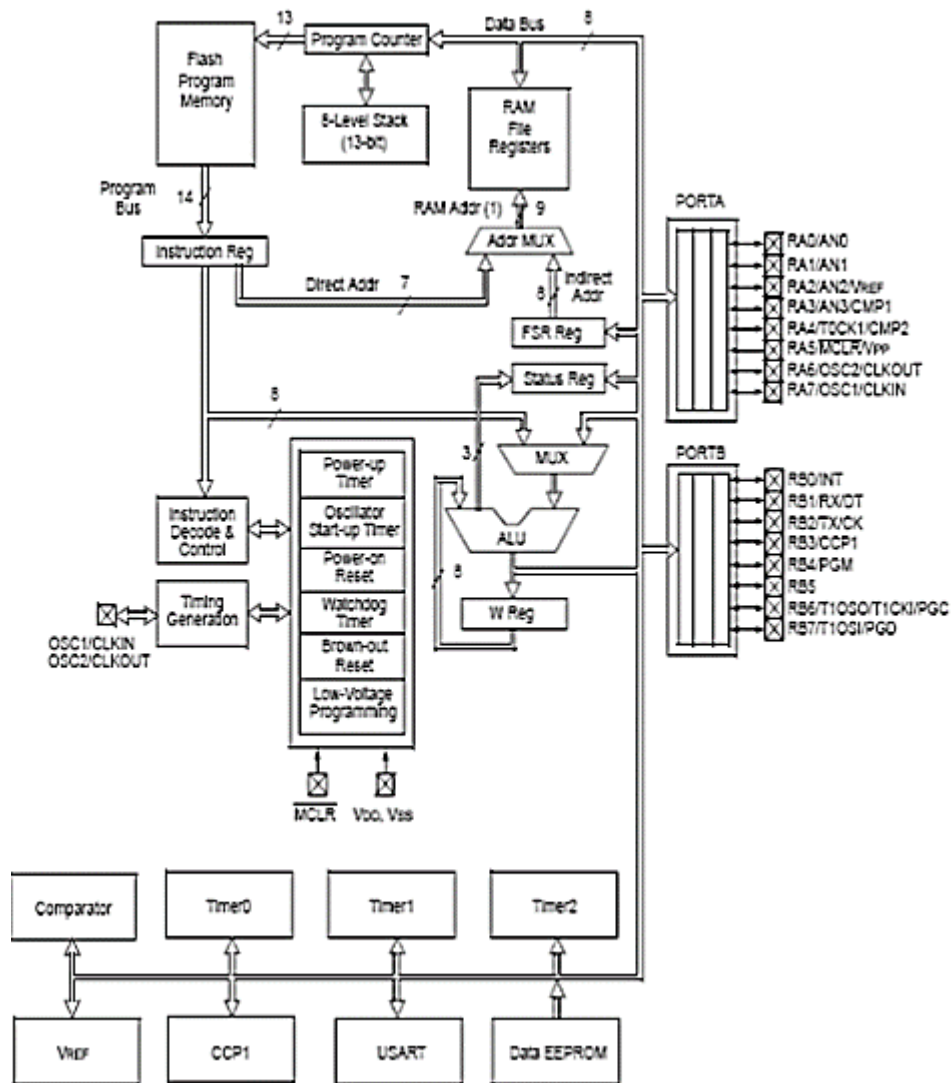 13
Program Counter
Data Bus
8
Flash
Program
Memory
8-Level Stack
(13-bit)
RAM
File
Registers
Program
Bus
14
RAM Addr (1)
9
PORTA
Instruction Reg
Addr MUX
RA0/AN0
RA1/AN1
RA2/AN2/VREF
RA3/AN3/CMP1
RA4/T0CK1/CMP2
RA5/MCLR/VPP
RA6/OSC2/CLKOUT
RA7/OSC1/CLKIN
Direct Addr
7
8
Indirect
Addr
FSR Reg
Status Reg
8
3
MUX
PORTB
Power-up
Timer
Oscillator
Start-up Timer
Power-on
Reset
Watchdog
Timer
Brown-out
Reset
Low-Voltage
Programming
Instruction
Decode &
Control
Timing
Generation
ALU
8
W Reg
RB0/INT
RB1/RX/DT
RB2/TX/CK
RB3/CCP1
RB4/PGM
RB5
RB6/T1OSO/T1CKI/PGC
RB7/T1OSI/PGD
OSC1/CLKIN
OSC2/CLKOUT
MCLR
VDD, VSS
Comparator
Timer0
Timer1
Timer2
VREF
CCP1
USART
Data EEPROM